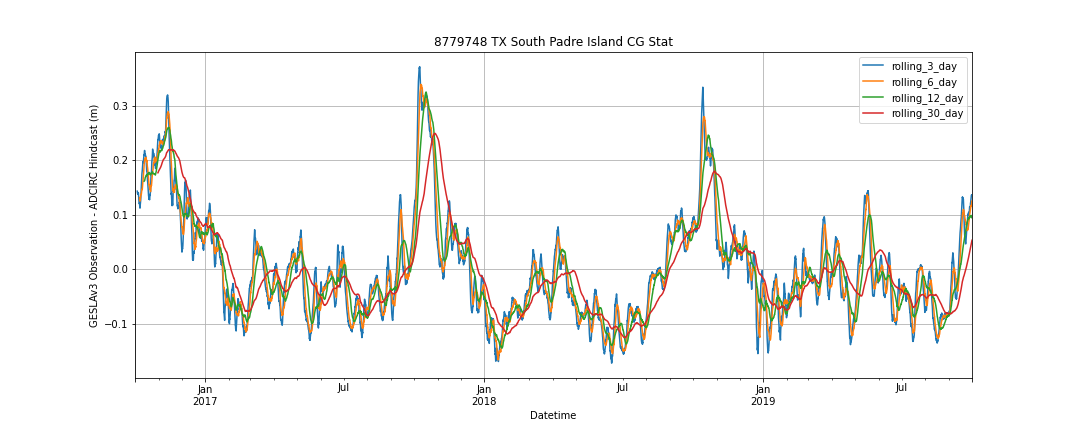 8779748 TX South Padre Island CG Stat
rolling_3_day
rolling_6_day
rolling_12_day
rolling_30_day
GESLAv3 Observation - ADCIRC Hindcast (m)
0.3
0.2
0.1
0.0
−0.1
Jan
2017
Jul
Jan
2018
Jul
Jan
2019
Jul
Datetime